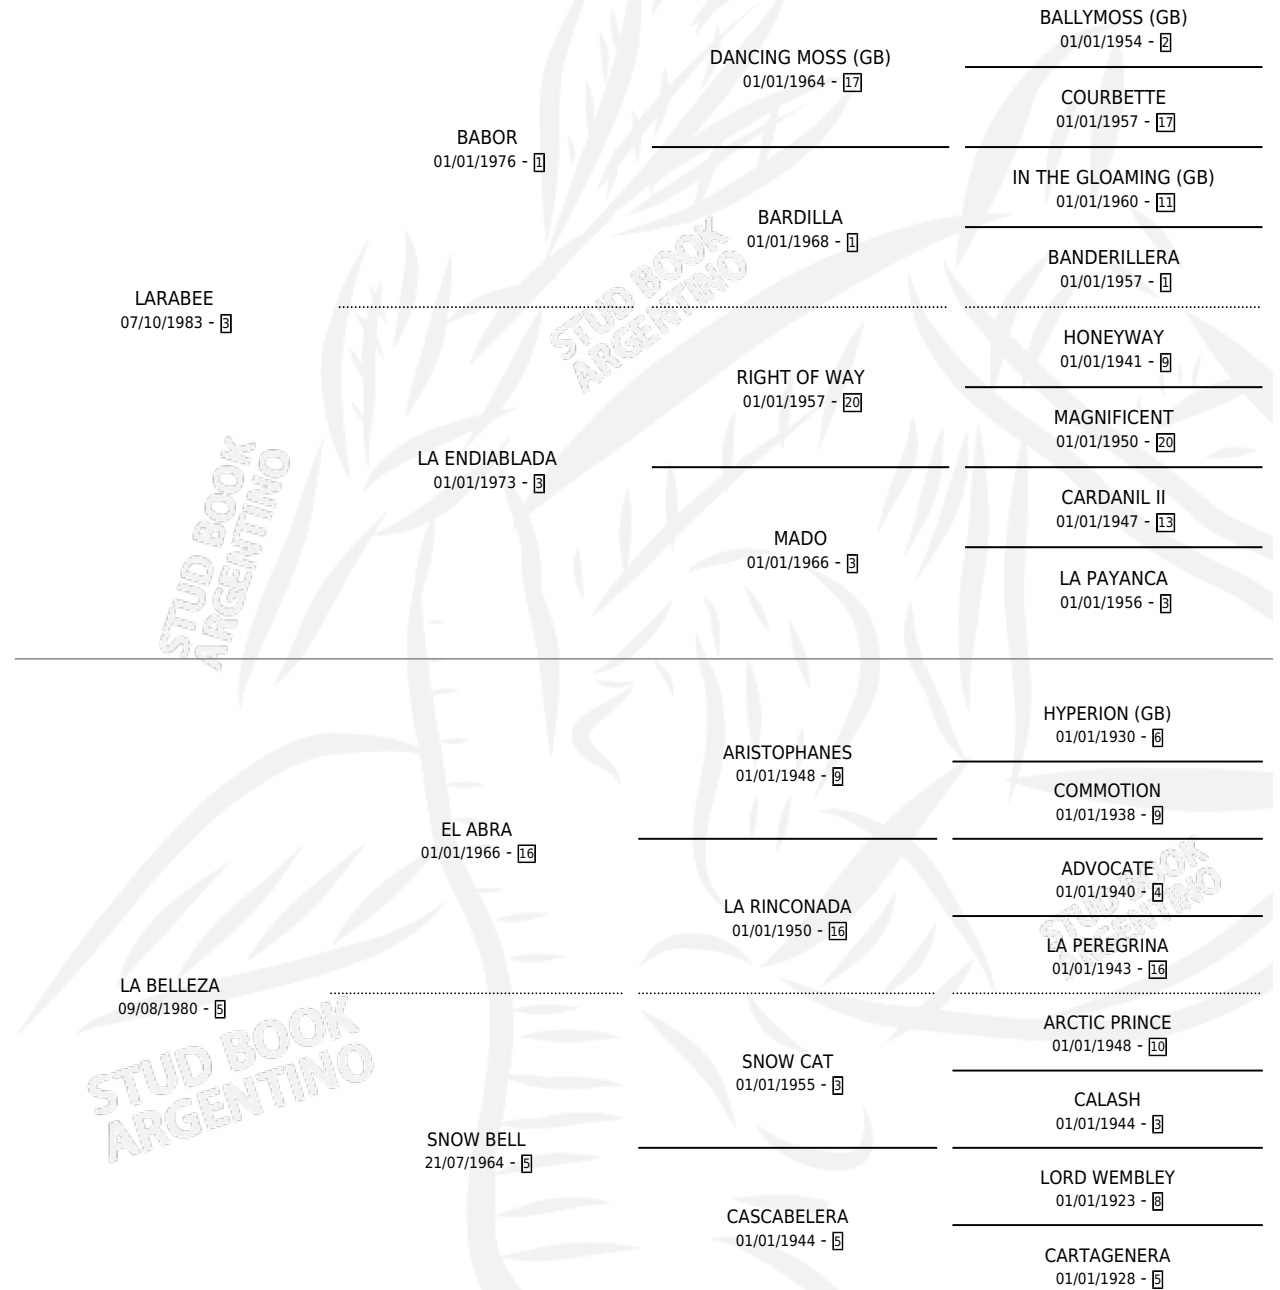 BALLYMOSS (GB)
01/01/1954 - 2
DANCING MOSS (GB)
01/01/1964 - 17
COURBETTE
01/01/1957 - 17
BABOR
01/01/1976 - 1
IN THE GLOAMING (GB)
01/01/1960 - 11
BARDILLA
01/01/1968 - 1
BANDERILLERA
01/01/1957 - 1
LARABEE
07/10/1983 - 3
HONEYWAY
01/01/1941 - 9
RIGHT OF WAY
01/01/1957 - 20
MAGNIFICENT
01/01/1950 - 20
LA ENDIABLADA
01/01/1973 - 3
CARDANIL II
01/01/1947 - 13
MADO
01/01/1966 - 3
LA PAYANCA
01/01/1956 - 3
STUD BOOK
ARGENTINO
STUD BOOK
ARGENTINO
HYPERION (GB)
01/01/1930 - 6
ARISTOPHANES
01/01/1948 - 9
COMMOTION
01/01/1938 - 9
EL ABRA
01/01/1966 - 16
ADVOCATE
01/01/1940 - 4
LA RINCONADA
01/01/1950 - 16
LA PEREGRINA
01/01/1943 - 16
STUD BOOK
ARGENTINO
LA BELLEZA
09/08/1980 - 5
ARCTIC PRINCE
01/01/1948 - 10
SNOW CAT
01/01/1955 - 3
CALASH
01/01/1944 - 3
SNOW BELL
21/07/1964 - 5
LORD WEMBLEY
01/01/1923 - 8
CASCABELERA
01/01/1944 - 5
CARTAGENERA
01/01/1928 - 5
STUD BOOK
ARGENTINO